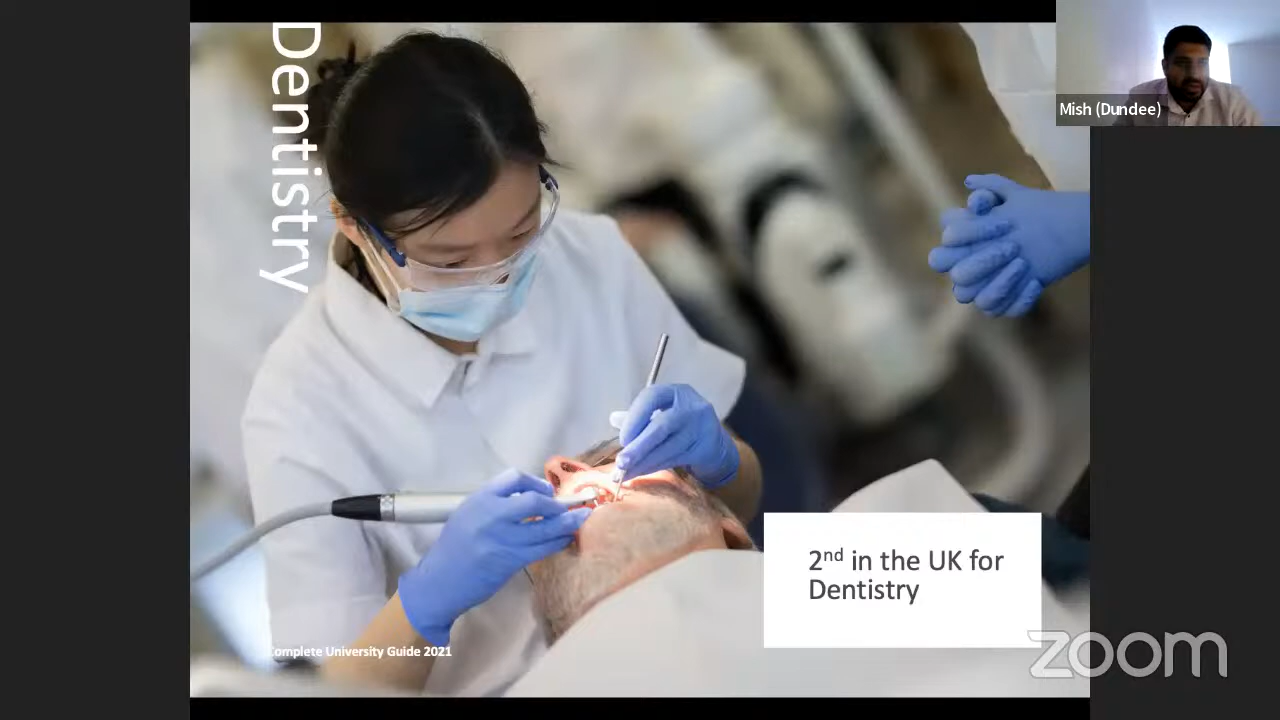 Dentistry
Mish (Dundee)
2nd in the UK for
Dentistry
Complete University Guide 2021
zoom